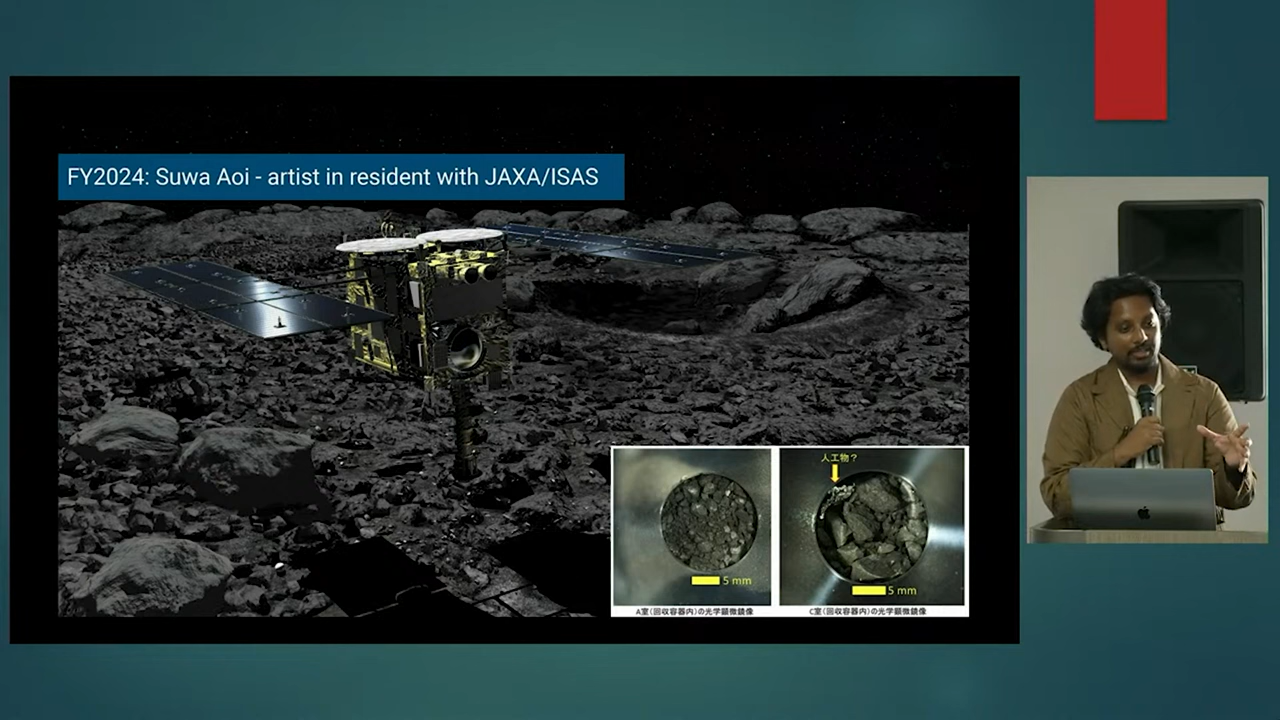 FY2024: Suwa Aoi - artist in resident with JAXA/ISAS
人工物？
5 mm
5 mm
A室(回収容器内)の光学顕微鏡像
C室(回収容器内)の光学顕微鏡像